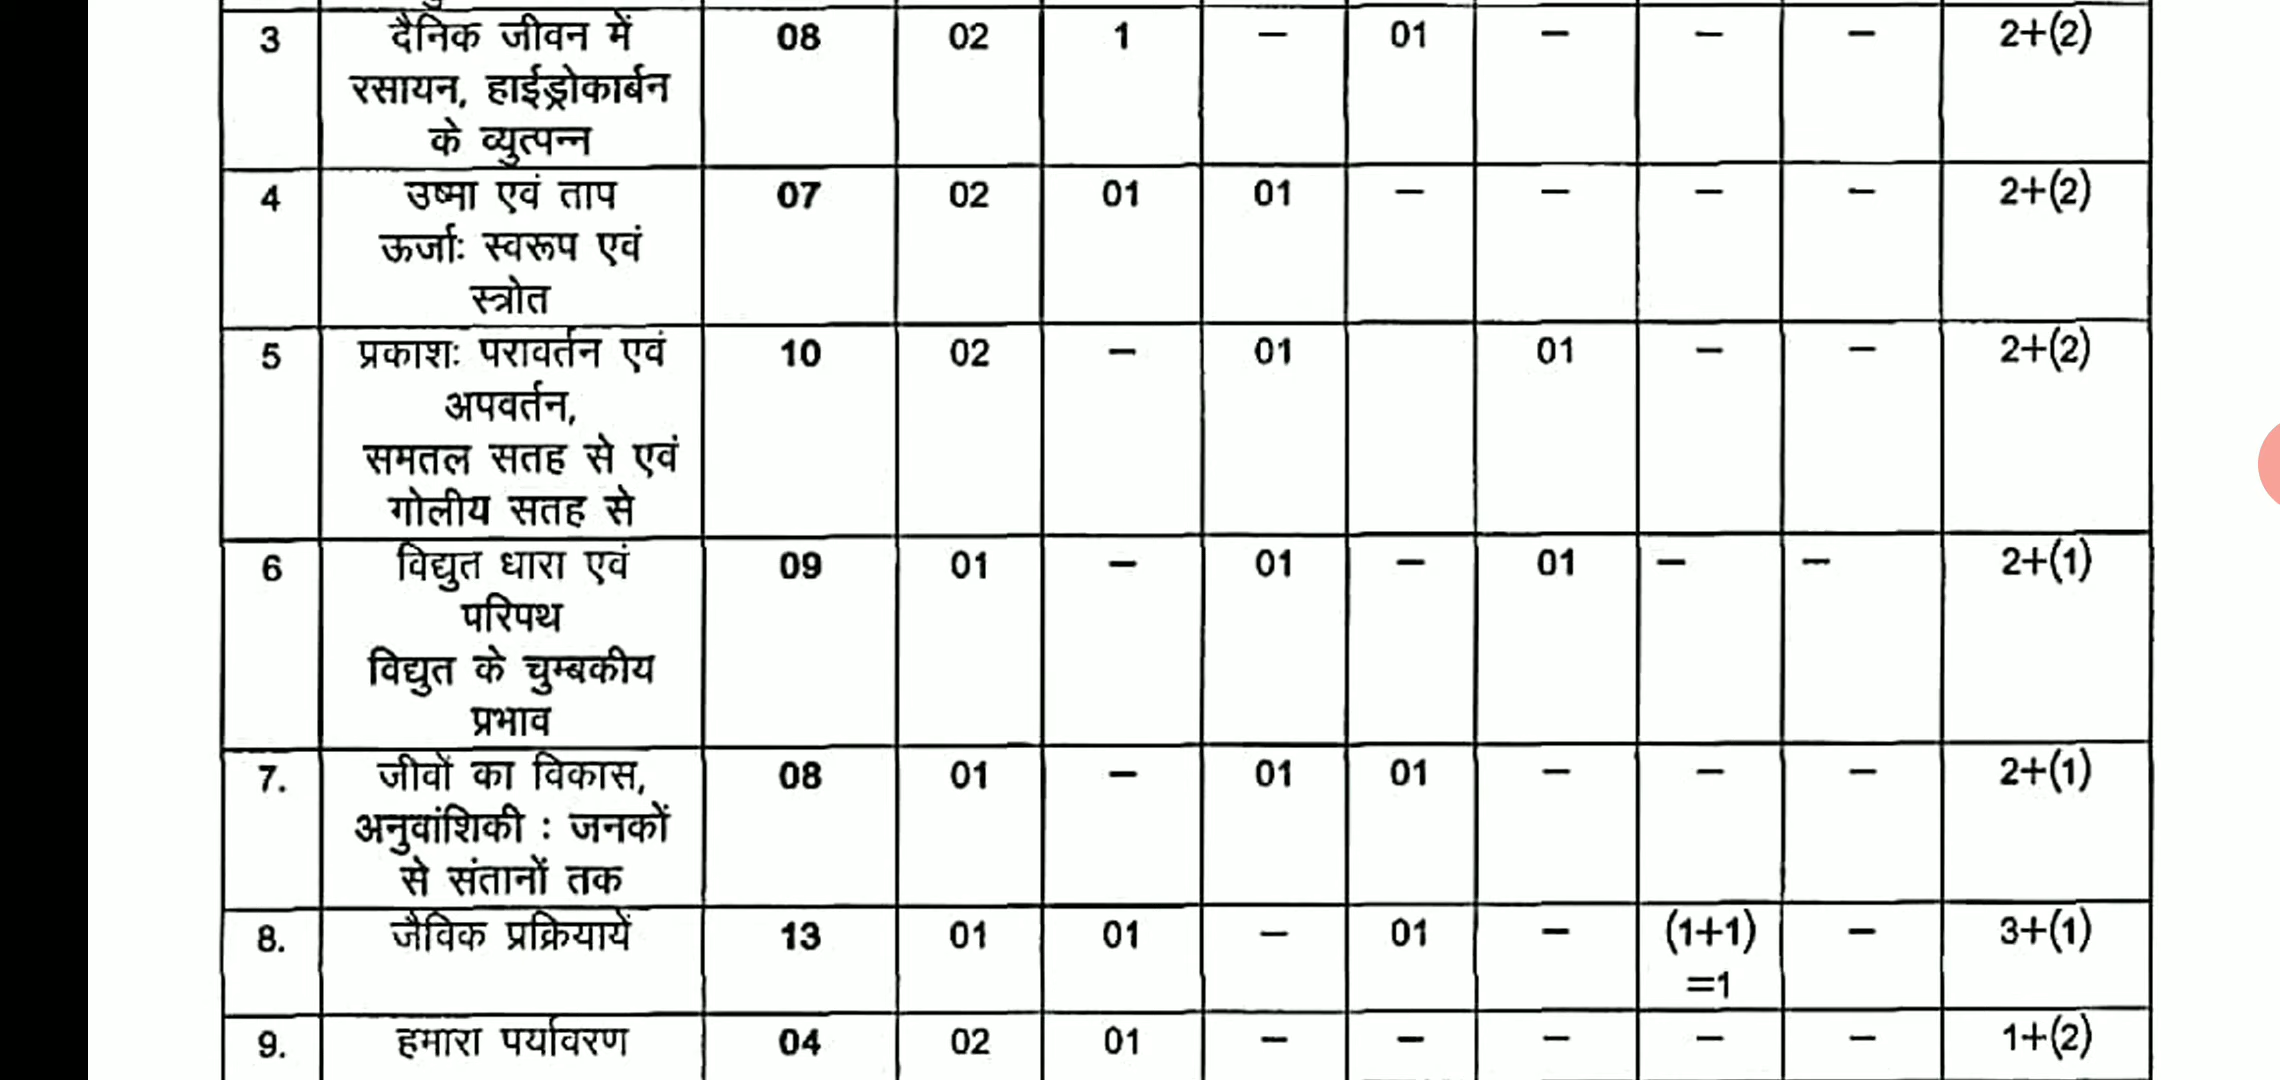 3 दैनिक जीवन में 08 02 1 – 01 – – – 2+(2)
रसायन, हाईड्रोकार्बन
के व्युत्पन्न
4 उष्मा एवं ताप 07 02 01 01 – – – – 2+(2)
ऊर्जाः स्वरूप एवं
स्त्रोत
5 प्रकाशः परावर्तन एवं 10 02 – 01 01 – – 2+(2)
अपवर्तन,
समतल सतह से एवं
गोलीय सतह से
6 विद्युत धारा एवं 09 01 – 01 – 01 – – 2+(1)
परिपथ
विद्युत के चुम्बकीय
प्रभाव
7. जीवों का विकास, 08 01 – 01 01 – – – 2+(1)
अनुवांशिकी : जनकों
से संतानों तक
8. जैविक प्रक्रियायें 13 01 01 – 01 – (1+1) – 3+(1)
=1
9. हमारा पर्यावरण 04 02 01 – – – – – 1+(2)